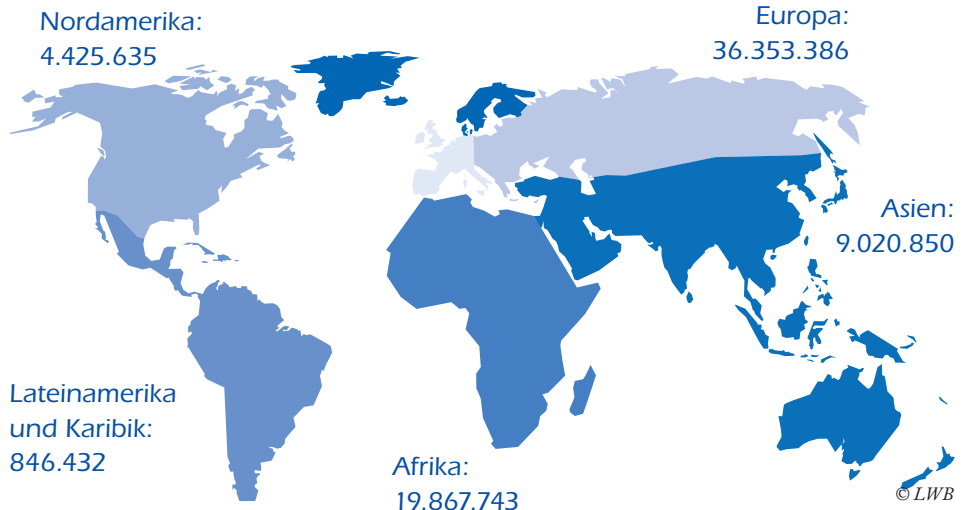 Nordamerika:
4.425.635
Europa:
36.353.386
Asien:
9.020.850
Lateinamerika
und Karibik:
846.432
Afrika:
19.867.743
© LWB